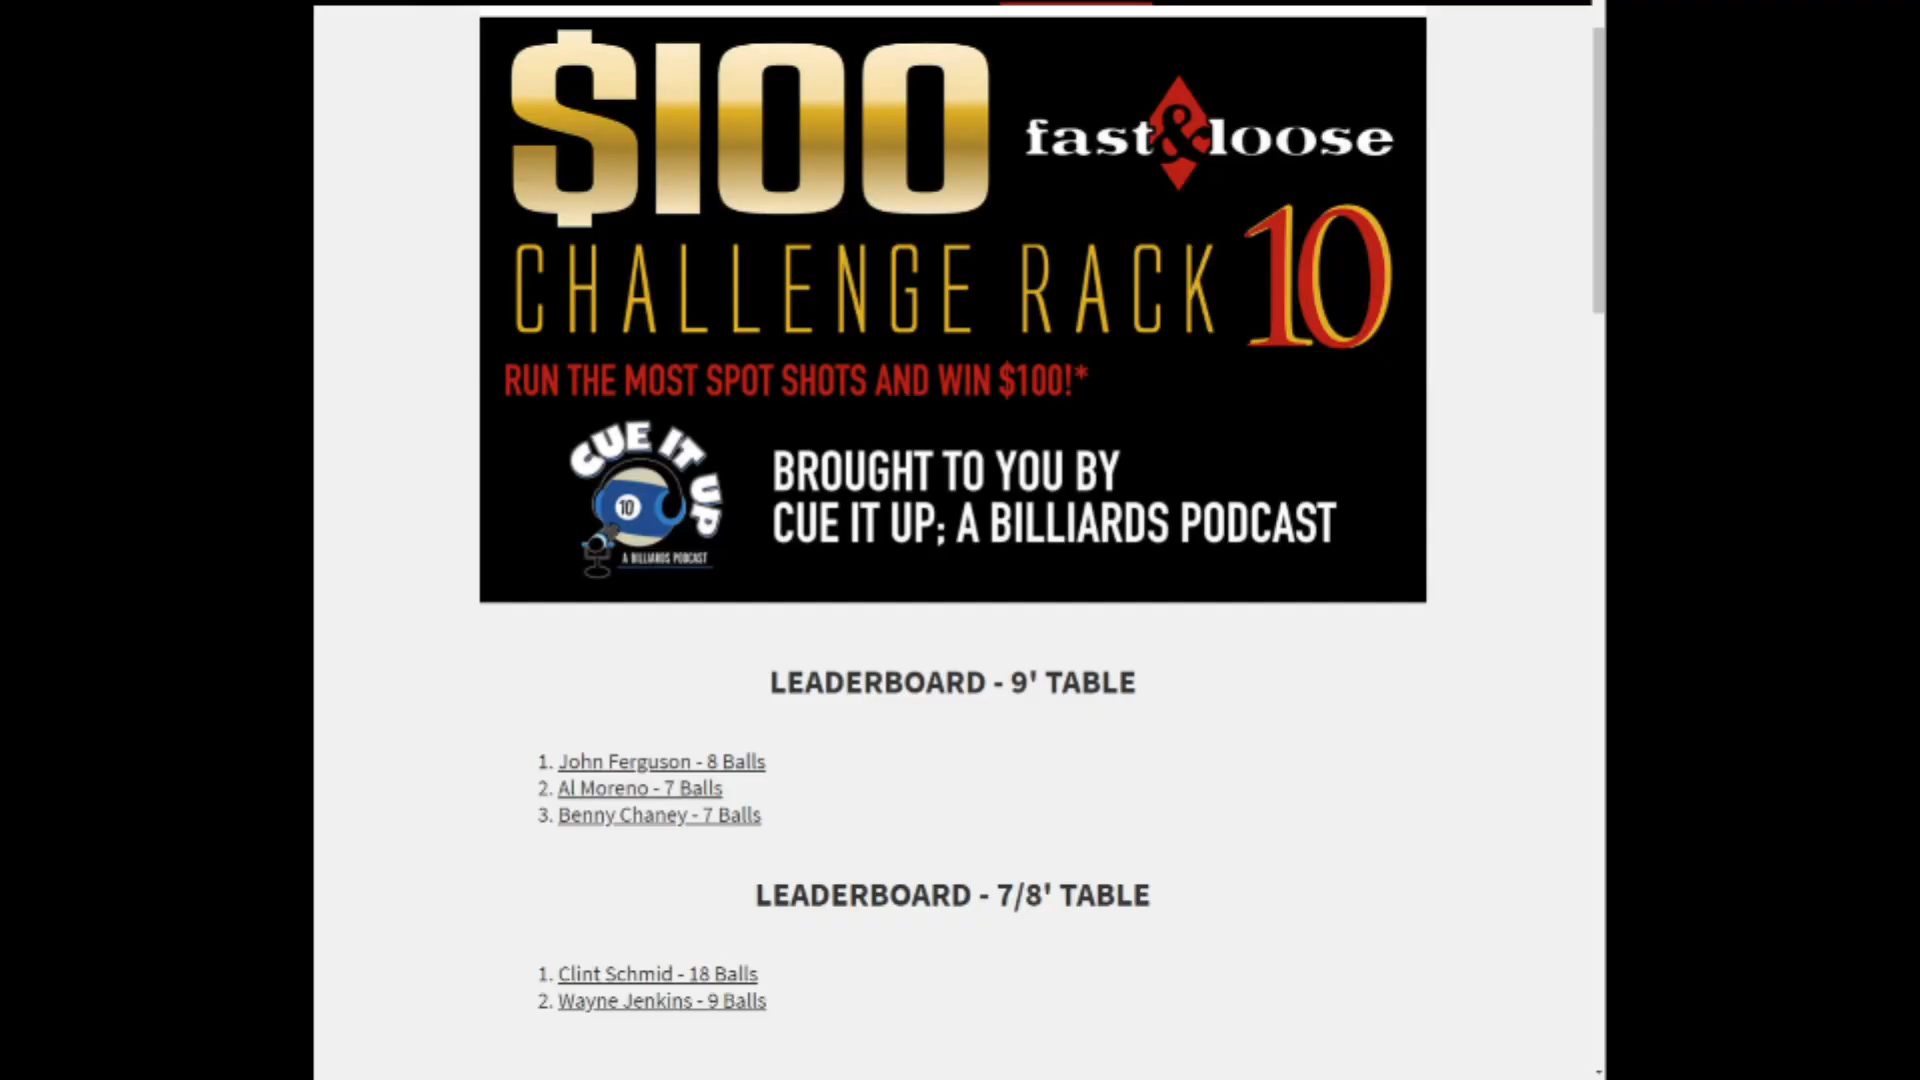 $100
fast&loose
CHALLENGE RACK 10
RUN THE MOST SPOT SHOTS AND WIN $100!*
CUE IT UP
10
A BILLIARDS PODCAST
BROUGHT TO YOU BY
CUE IT UP; A BILLIARDS PODCAST
LEADERBOARD - 9' TABLE
1. John Ferguson - 8 Balls
2. Al Moreno - 7 Balls
3. Benny Chaney - 7 Balls
LEADERBOARD - 7/8' TABLE
1. Clint Schmid - 18 Balls
2. Wayne Jenkins - 9 Balls